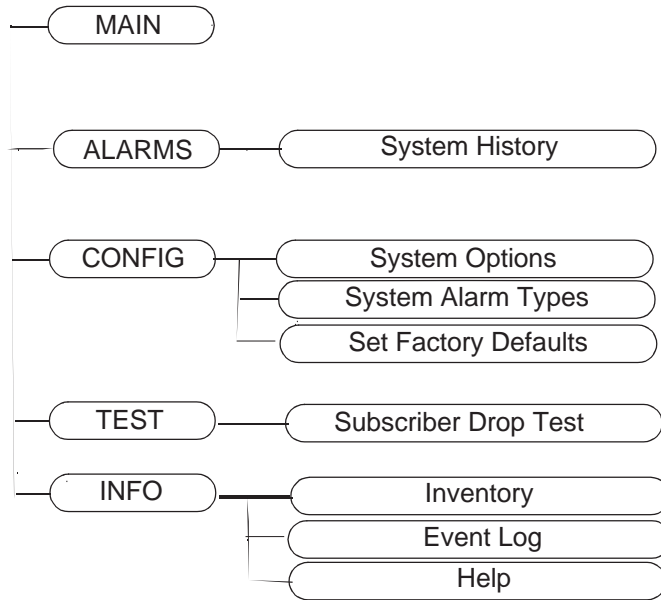 MAIN
ALARMS
System History
CONFIG
System Options
System Alarm Types
Set Factory Defaults
TEST
Subscriber Drop Test
INFO
Inventory
Event Log
Help